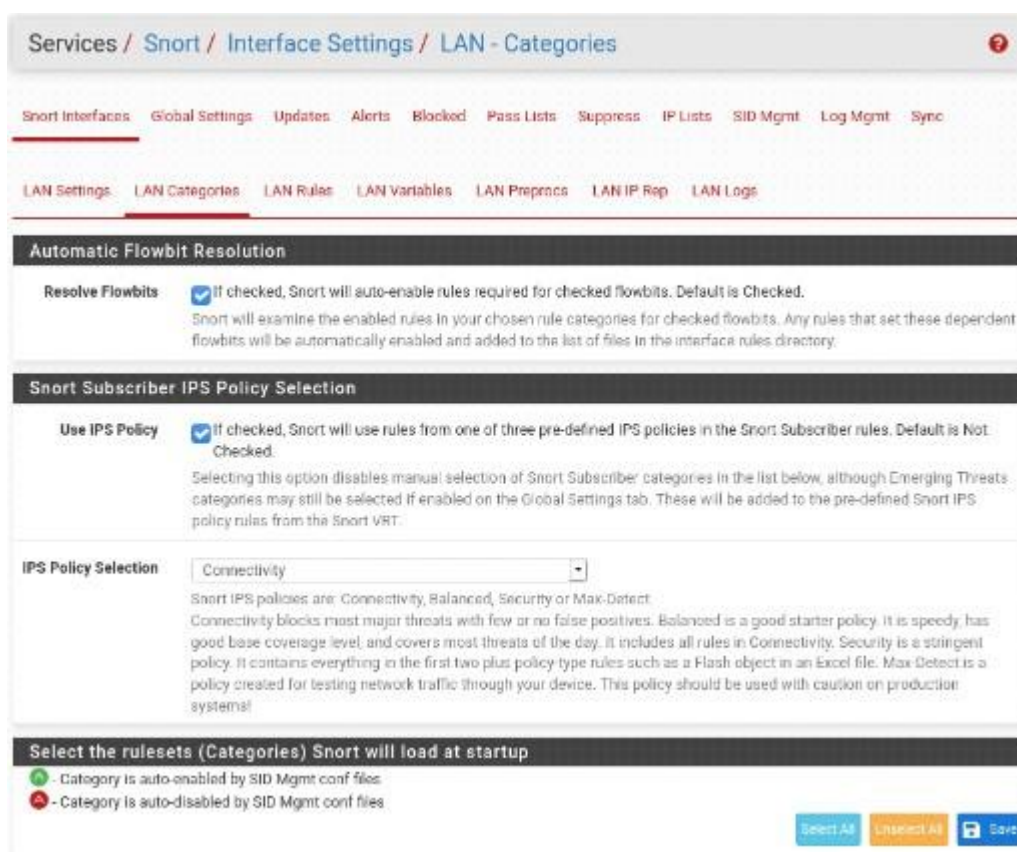 Services / Snort / Interface Settings / LAN - Categories
Snort Interfaces Global Settings Updates Alerts Blocked Pass Lists Suppress IP Lists SID Mgmt Log Mgmt Sync
LAN Settings LAN Categories LAN Rules LAN Variables LAN Preprocs LAN IP Rep LAN Logs
Automatic Flowbit Resolution
Resolve Flowbits If checked, Snort will auto-enable rules required for checked flowbits. Default is Checked.
Snort will examine the enabled rules in your chosen rule categories for checked flowbits. Any rules that set these dependent
flowbits will be automatically enabled and added to the list of files in the interface rules directory.
Snort Subscriber IPS Policy Selection
Use IPS Policy If checked, Snort will use rules from one of three pre-defined IPS policies in the Snort Subscriber rules. Default is Not
Checked.
Selecting this option disables manual selection of Snort Subscriber categories in the list below, although Emerging Threats
categories may still be selected if enabled on the Global Settings tab. These will be added to the pre-defined Snort IPS
policy rules from the Snort VRT.
IPS Policy Selection Connectivity
Snort IPS policies are: Connectivity, Balanced, Security or Max-Detect.
Connectivity blocks most major threats with few or no false positives. Balanced is a good starter policy. It is speedy, has
good base coverage level, and covers most threats of the day. It includes all rules in Connectivity. Security is a stringent
policy. It contains everything in the first two plus policy-type rules such as a Flash object in an Excel file. Max-Detect is a
policy created for testing network traffic through your device. This policy should be used with caution on production
systems!
Select the rulesets (Categories) Snort will load at startup
- Category is auto-enabled by SID Mgmt conf files
- Category is auto-disabled by SID Mgmt conf files
Select All Unselect All Save